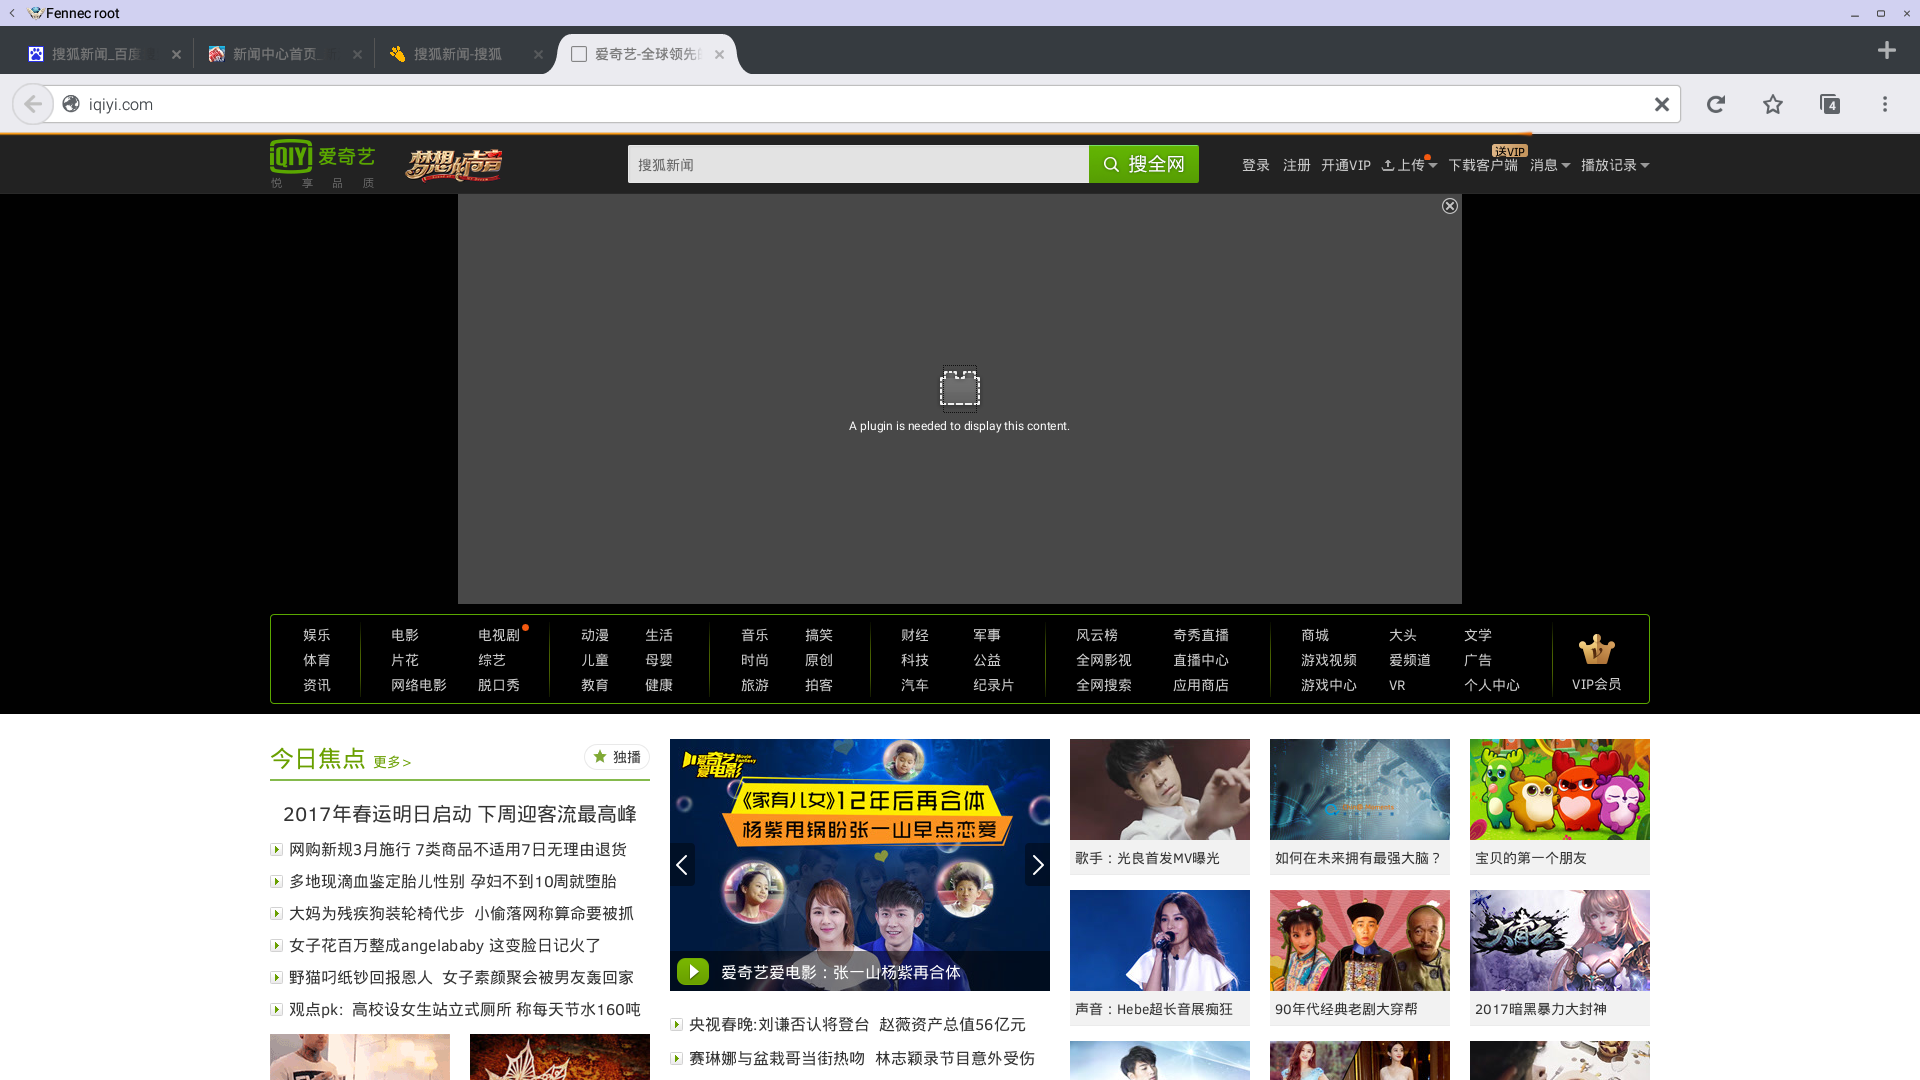 Fennec root
搜狐新闻_百度
新闻中心首页_
搜狐新闻-搜狐
爱奇艺-全球领先
iqiyi.com
4
iQIYI 爱奇艺
悦享品质
梦想的声音
搜狐新闻
搜全网
登录 注册 开通VIP 上传 下载客户端 送VIP 消息 播放记录
A plugin is needed to display this content.
娱乐 电影 电视剧 动漫 生活 音乐 搞笑 财经 军事 风云榜 奇秀直播 商城 大头 文学
体育 片花 综艺 儿童 母婴 时尚 原创 科技 公益 全网影视 直播中心 游戏视频 爱频道 广告
资讯 网络电影 脱口秀 教育 健康 旅游 拍客 汽车 纪录片 全网搜索 应用商店 游戏中心 VR 个人中心
VIP会员
今日焦点 更多>
独播
2017年春运明日启动 下周迎客流最高峰
网购新规3月施行 7类商品不适用7日无理由退货
多地现滴血鉴定胎儿性别 孕妇不到10周就堕胎
大妈为残疾狗装轮椅代步 小偷落网称算命要被抓
女子花百万整成angelababy 这变脸日记火了
野猫叼纸钞回报恩人 女子素颜聚会被男友轰回家
观点pk: 高校设女生站立式厕所 称每天节水160吨
爱奇艺爱电影
《家有儿女》12年后再合体
杨紫甩锅盼张一山早点恋爱
爱奇艺爱电影：张一山杨紫再合体
央视春晚:刘谦否认将登台 赵薇资产总值56亿元
赛琳娜与盆栽哥当街热吻 林志颖录节目意外受伤
歌手：光良首发MV曝光
如何在未来拥有最强大脑？
宝贝的第一个朋友
声音：Hebe超长音展痴狂
90年代经典老剧大穿帮
2017暗黑暴力大封神